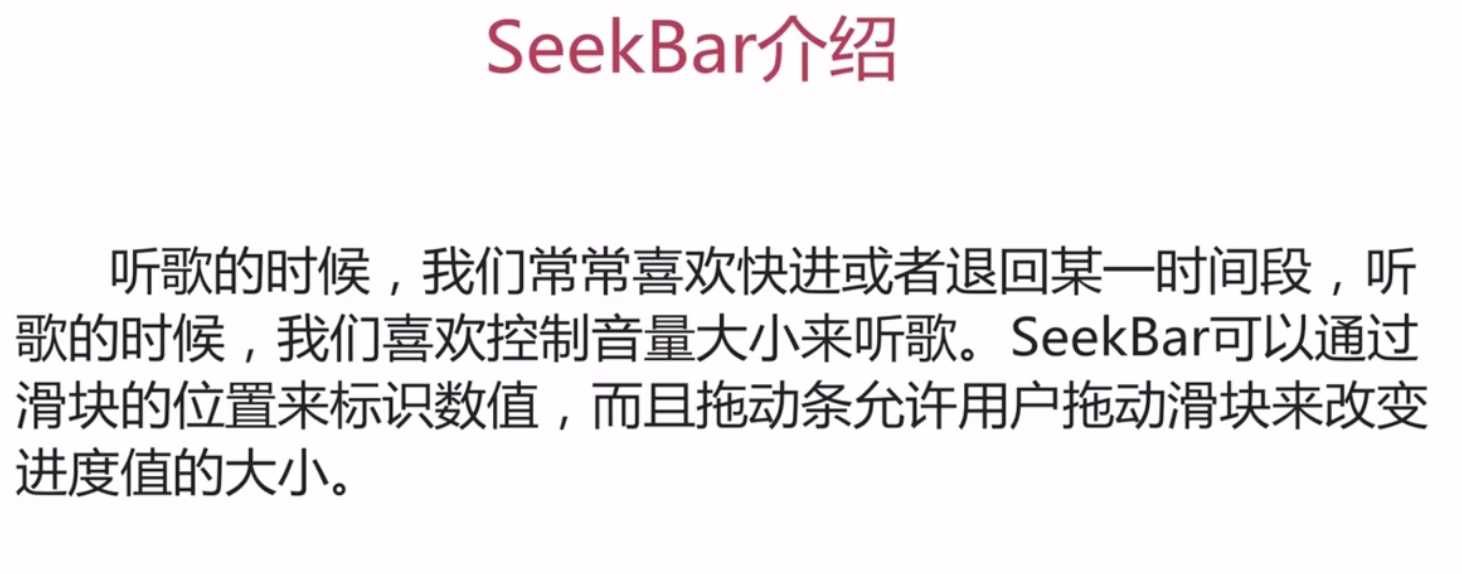 SeekBar介绍
听歌的时候，我们常常喜欢快进或者退回某一时间段，听
歌的时候，我们喜欢控制音量大小来听歌。SeekBar可以通过
滑块的位置来标识数值，而且拖动条允许用户拖动滑块来改变
进度值的大小。